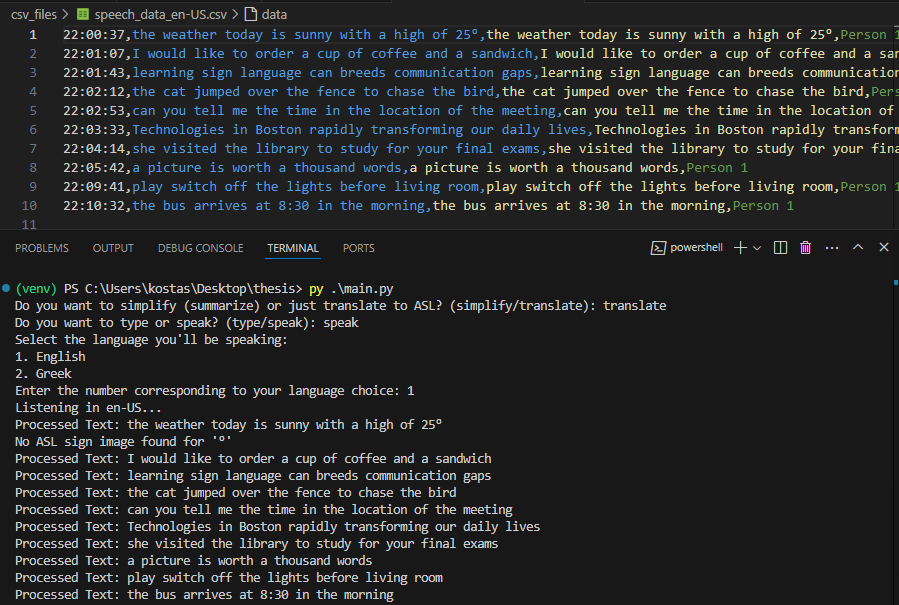 csv_files > speech_data_en-US.csv > data
1 22:00:37,the weather today is sunny with a high of 25°,the weather today is sunny with a high of 25°,Person 1
2 22:01:07,I would like to order a cup of coffee and a sandwich,I would like to order a cup of coffee and a san
3 22:01:43,learning sign language can breeds communication gaps,learning sign language can breeds communication
4 22:02:12,the cat jumped over the fence to chase the bird,the cat jumped over the fence to chase the bird,Pers
5 22:02:53,can you tell me the time in the location of the meeting,can you tell me the time in the location of
6 22:03:33,Technologies in Boston rapidly transforming our daily lives,Technologies in Boston rapidly transform
7 22:04:14,she visited the library to study for your final exams,she visited the library to study for your fina
8 22:05:42,a picture is worth a thousand words,a picture is worth a thousand words,Person 1
9 22:09:41,play switch off the lights before living room,play switch off the lights before living room,Person 1
10 22:10:32,the bus arrives at 8:30 in the morning,the bus arrives at 8:30 in the morning,Person 1
11
PROBLEMS OUTPUT DEBUG CONSOLE TERMINAL PORTS powershell
(venv) PS C:\Users\kostas\Desktop\thesis> py .\main.py
Do you want to simplify (summarize) or just translate to ASL? (simplify/translate): translate
Do you want to type or speak? (type/speak): speak
Select the language you'll be speaking:
1. English
2. Greek
Enter the number corresponding to your language choice: 1
Listening in en-US...
Processed Text: the weather today is sunny with a high of 25°
No ASL sign image found for '°'
Processed Text: I would like to order a cup of coffee and a sandwich
Processed Text: learning sign language can breeds communication gaps
Processed Text: the cat jumped over the fence to chase the bird
Processed Text: can you tell me the time in the location of the meeting
Processed Text: Technologies in Boston rapidly transforming our daily lives
Processed Text: she visited the library to study for your final exams
Processed Text: a picture is worth a thousand words
Processed Text: play switch off the lights before living room
Processed Text: the bus arrives at 8:30 in the morning